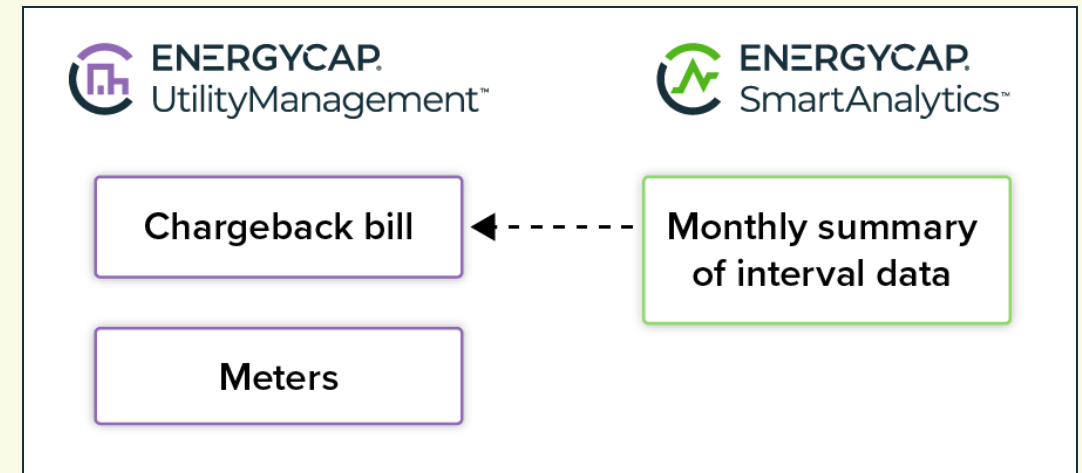 ENERGYCAP.
UtilityManagement™
ENERGYCAP.
SmartAnalytics™
Chargeback bill
Monthly summary
of interval data
Meters